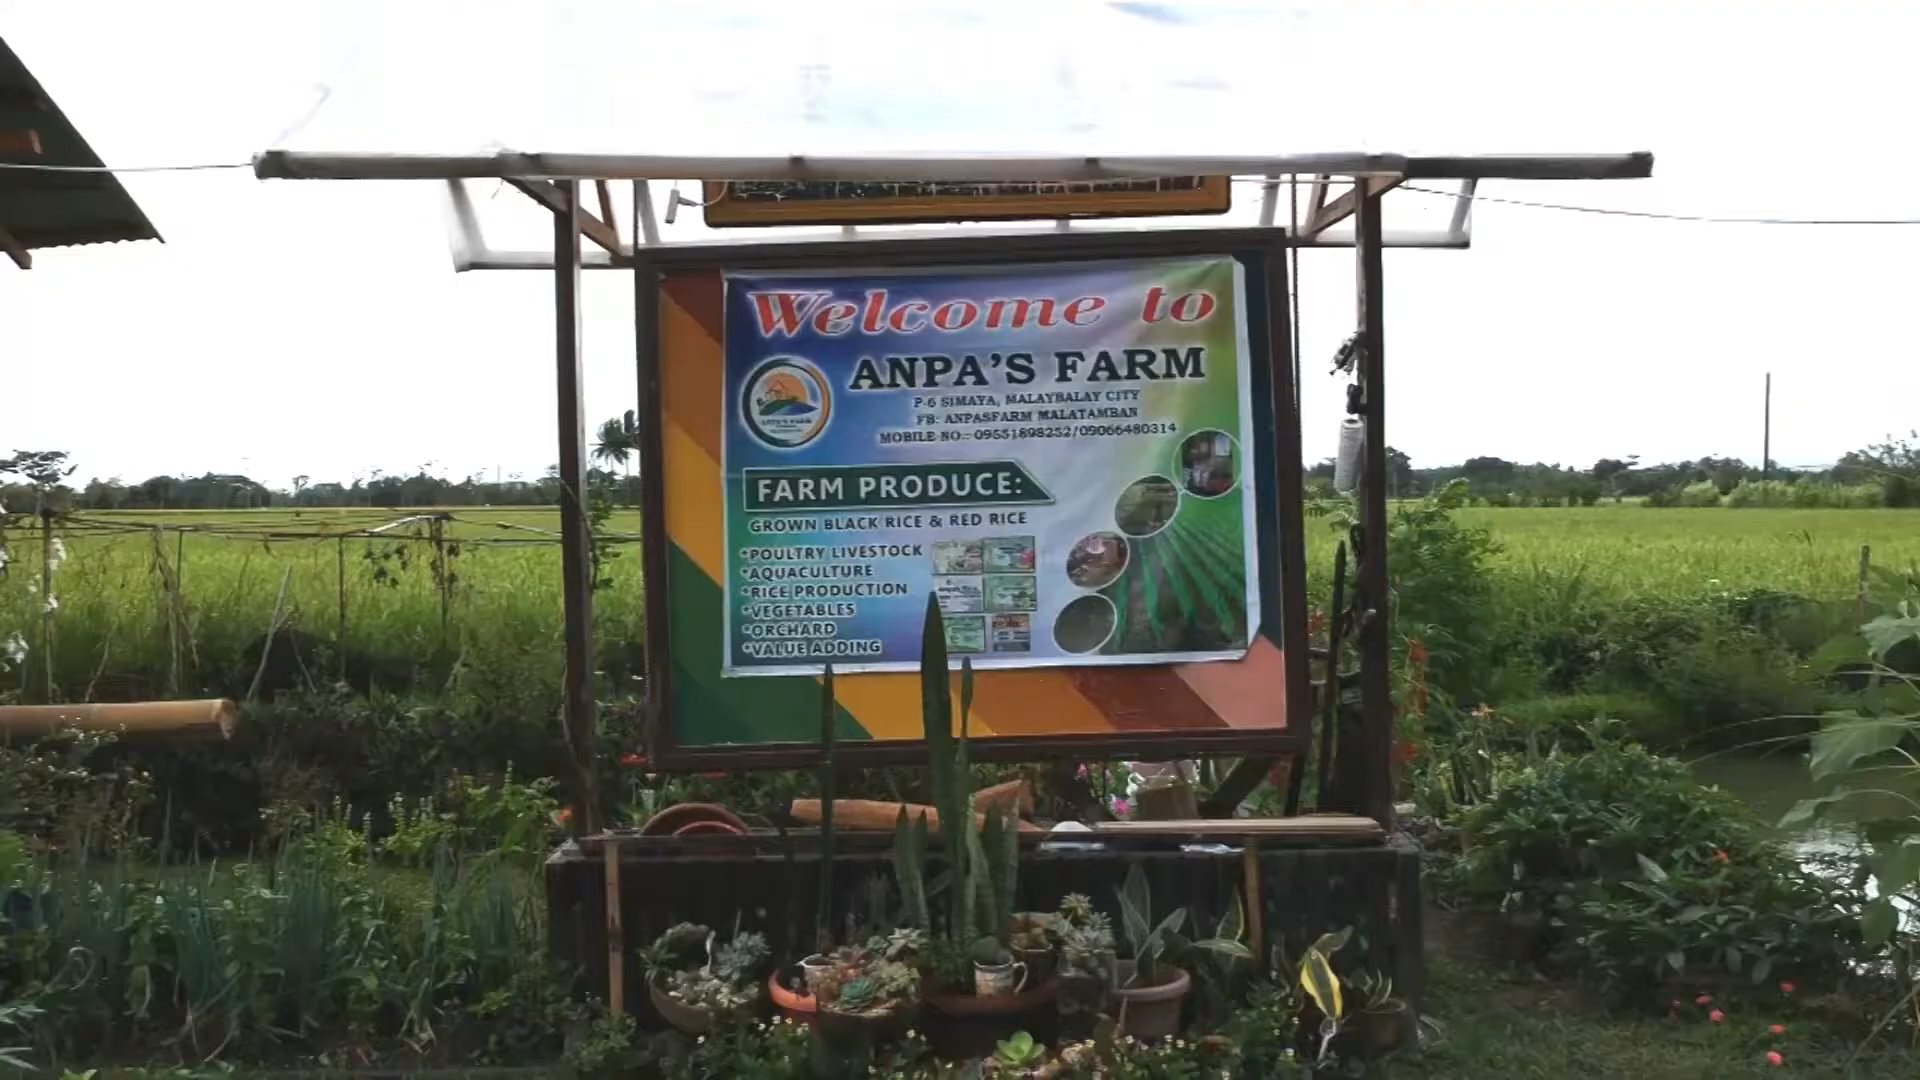 Welcome to
ANPA'S FARM
P-6 SIMAYA, MALAYBALAY CITY
FB: ANPASFARM MALATAMBAN
MOBILE NO.: 09551898252/09066480314
FARM PRODUCE:
GROWN BLACK RICE & RED RICE
*POULTRY LIVESTOCK
*AQUACULTURE
*RICE PRODUCTION
*VEGETABLES
*ORCHARD
*VALUE ADDING